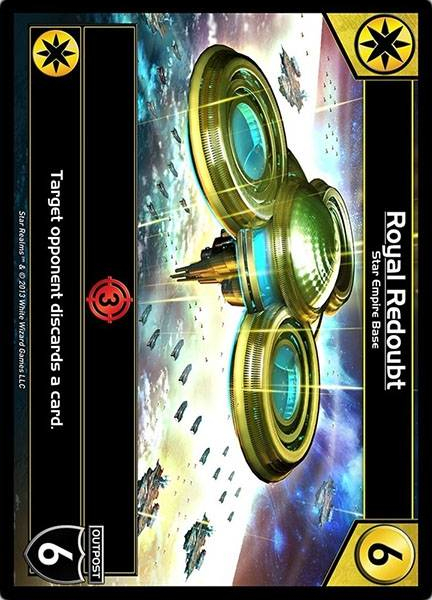 Royal Redoubt
Star Empire Base
6
3
Target opponent discards a card.
OUTPOST
6
Star Realms™ & © 2013 White Wizard Games LLC